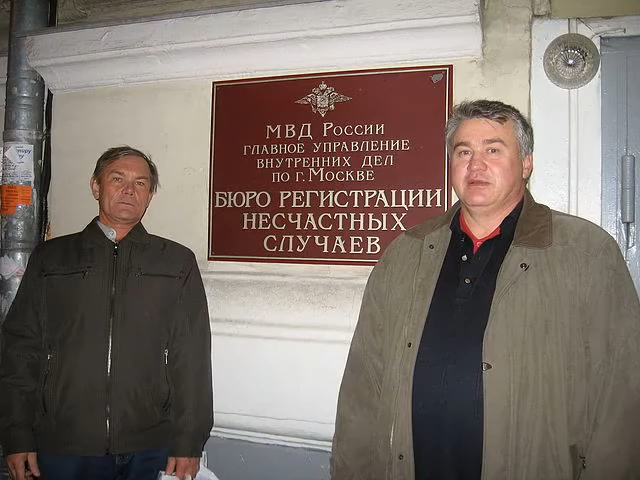 МВД России
ГЛАВНОЕ УПРАВЛЕНИЕ
ВНУТРЕННИХ ДЕЛ
ПО Г. МОСКВЕ
БЮРО РЕГИСТРАЦИИ
НЕСЧАСТНЫХ
СЛУЧАЕВ